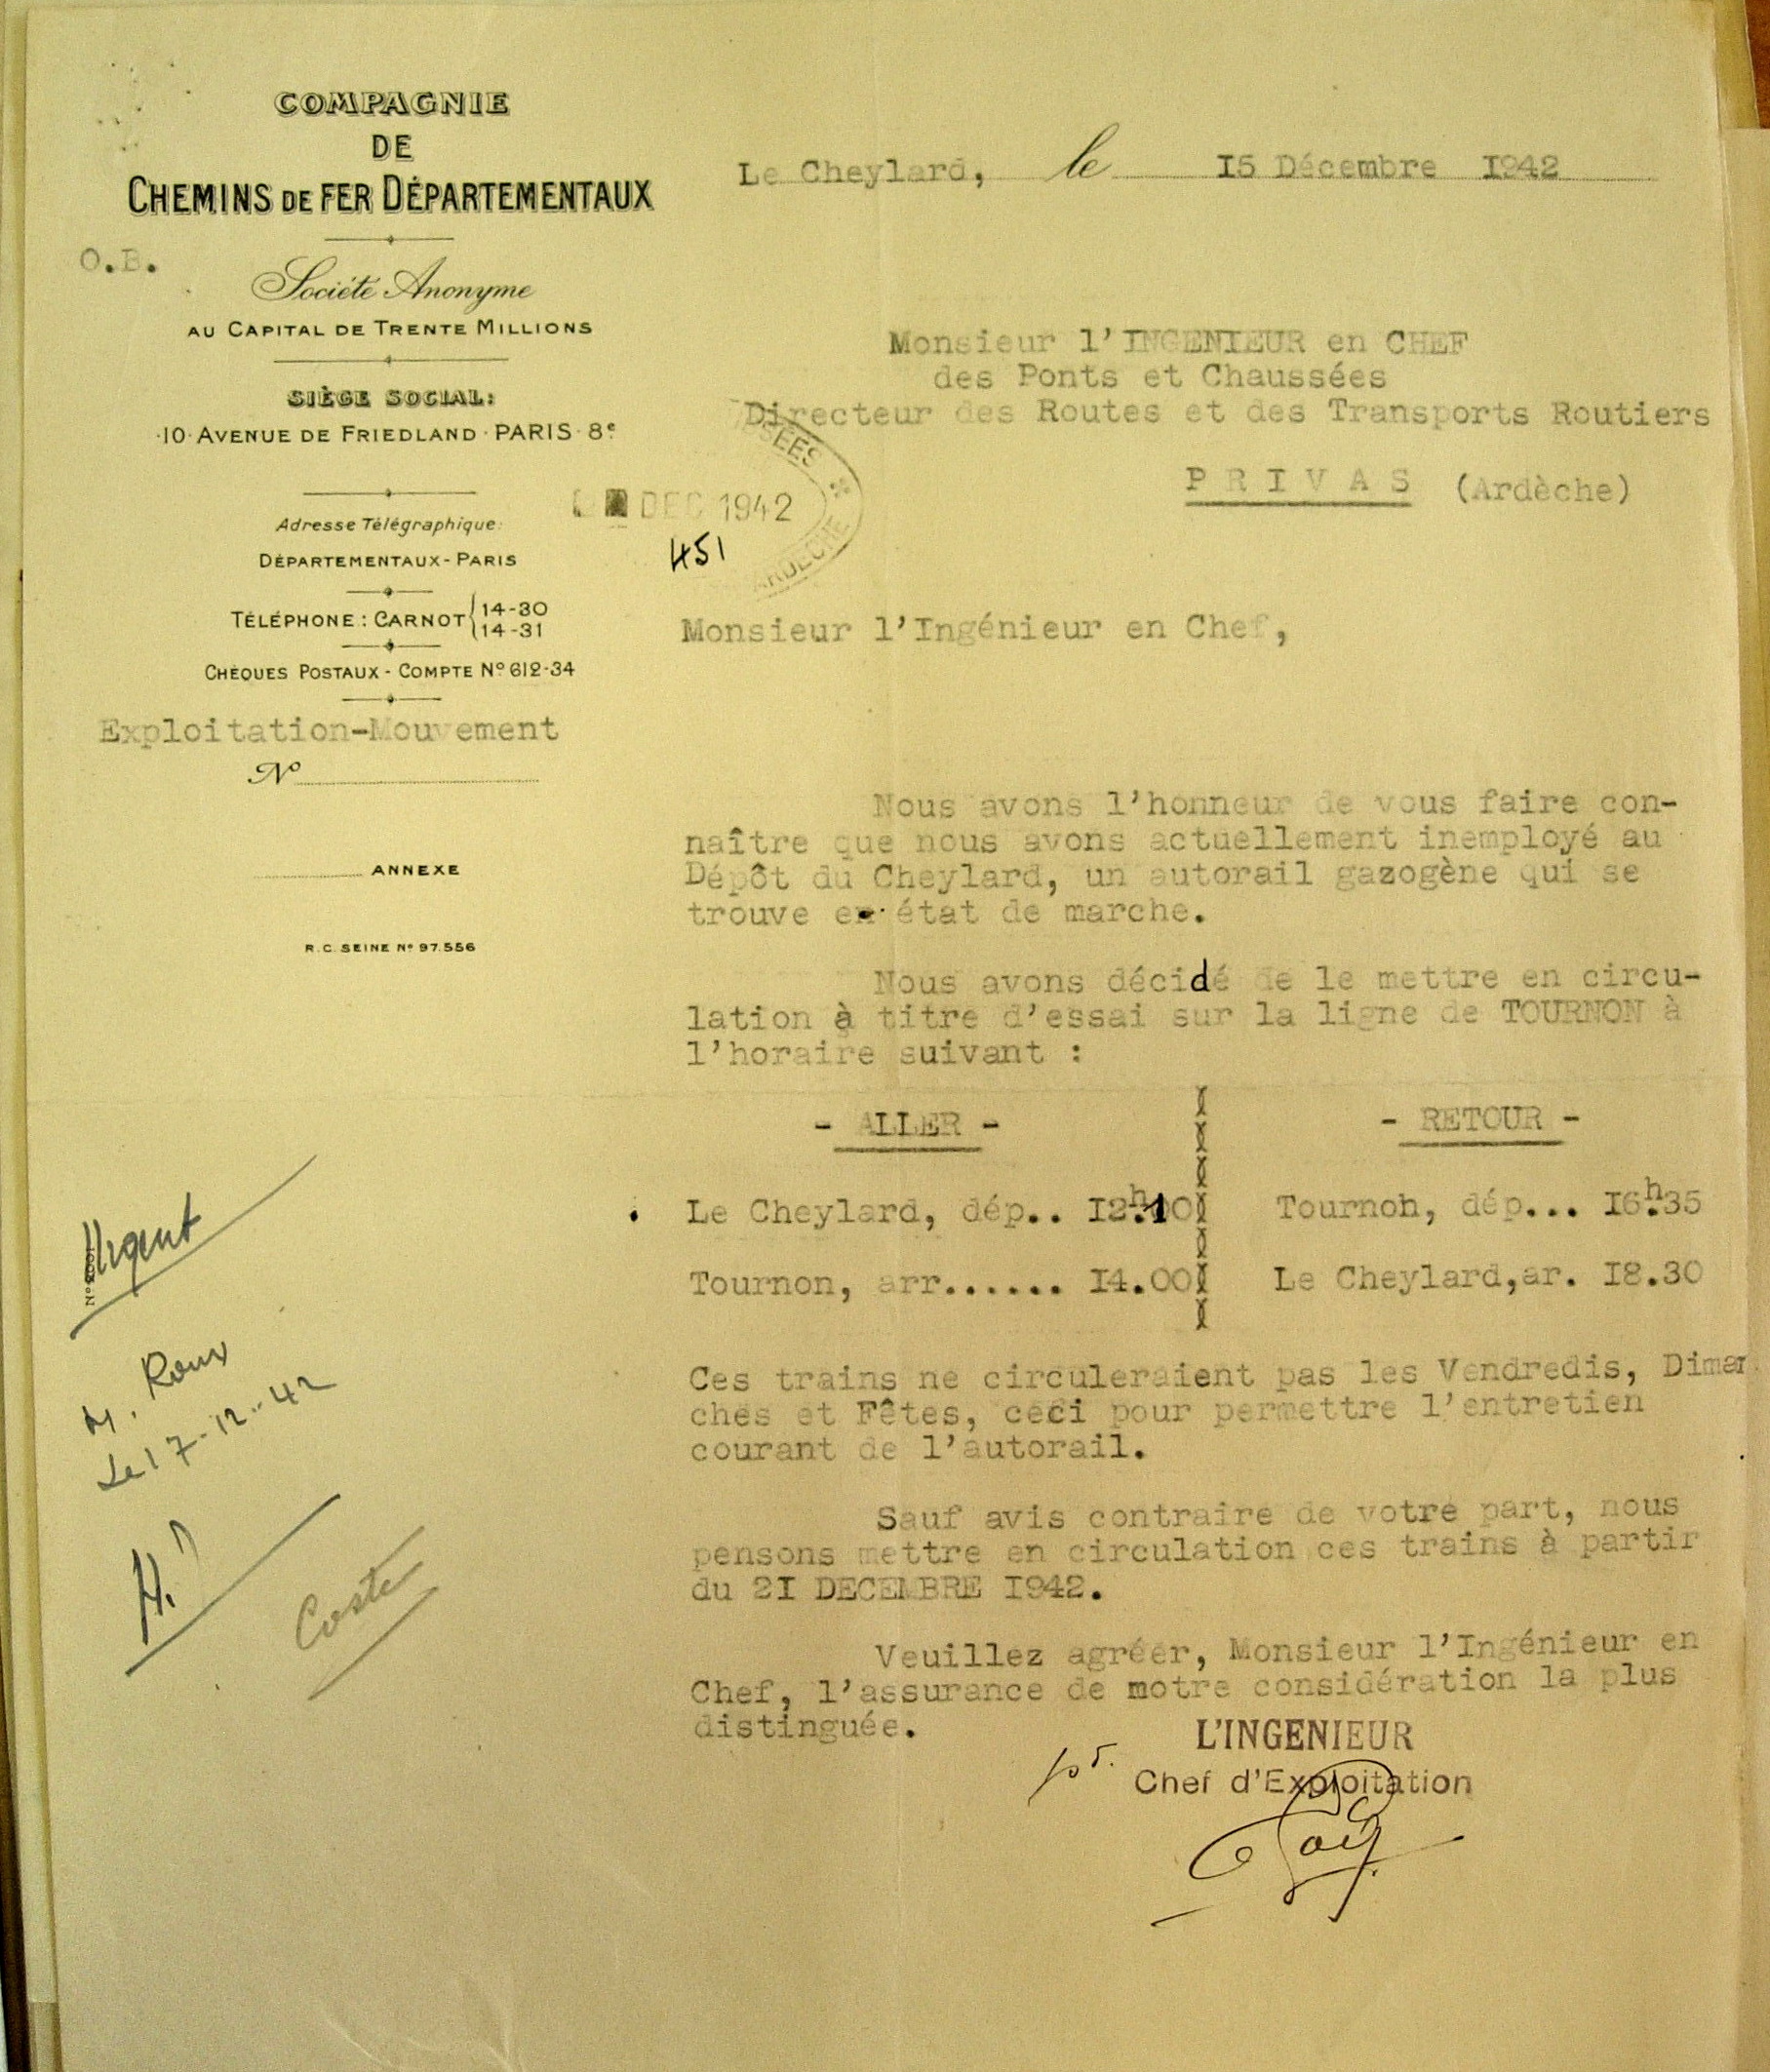 COMPAGNIE
DE
CHEMINS DE FER DÉPARTEMENTAUX
O.B.
Société Anonyme
AU CAPITAL DE TRENTE MILLIONS
SIÈGE SOCIAL:
·10· AVENUE DE FRIEDLAND · PARIS · 8e
Adresse Télégraphique:
DÉPARTEMENTAUX - PARIS
TÉLÉPHONE : CARNOT { 14-30
14-31
CHÈQUES POSTAUX - COMPTE No 612-34
Exploitation-Mouvement
No
ANNEXE
R.C. SEINE No 97.556
Le Cheylard, le 15 Décembre 1942
Monsieur l'INGENIEUR en CHEF
des Ponts et Chaussées
Directeur des Routes et des Transports Routiers
PRIVAS (Ardèche)
DEC 1942
ARDECHE
451
Monsieur l'Ingénieur en Chef,
Nous avons l'honneur de vous faire con-
naître que nous avons actuellement inemployé au
Dépôt du Cheylard, un autorail gazogène qui se
trouve en état de marche.
Nous avons décidé de le mettre en circu-
lation à titre d'essai sur la ligne de TOURNON à
l'horaire suivant :
- ALLER -
- RETOUR -
Le Cheylard, dép.. 12h.10 Tournon, dép... 16h.35
Tournon, arr...... 14.00 Le Cheylard,ar. 18.30
Ces trains ne circuleraient pas les Vendredis, Diman
ches et Fêtes, ceci pour permettre l'entretien
courant de l'autorail.
Sauf avis contraire de votre part, nous
pensons mettre en circulation ces trains à partir
du 21 DECEMBRE 1942.
Veuillez agréer, Monsieur l'Ingénieur en
Chef, l'assurance de motre considération la plus
distinguée.
L'INGENIEUR
pr. Chef d'Exploitation
Urgent
M. Roux
Le 17-12-42
H.
Coste